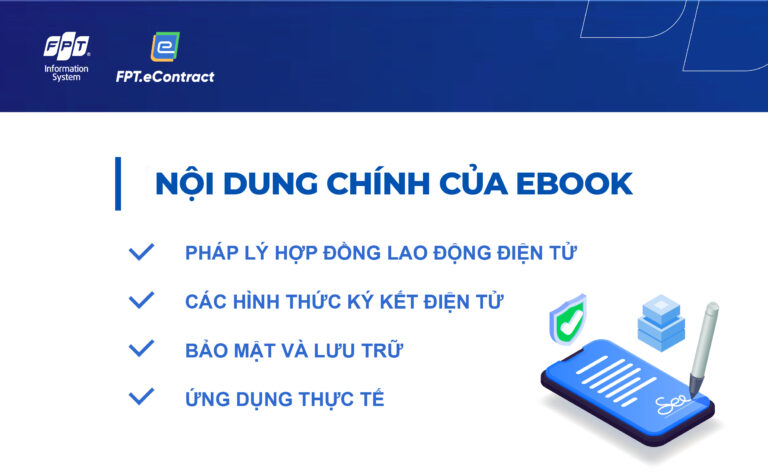 FPT
Information
System
FPT.eContract
NỘI DUNG CHÍNH CỦA EBOOK
PHÁP LÝ HỢP ĐỒNG LAO ĐỘNG ĐIỆN TỬ
CÁC HÌNH THỨC KÝ KẾT ĐIỆN TỬ
BẢO MẬT VÀ LƯU TRỮ
ỨNG DỤNG THỰC TẾ
See